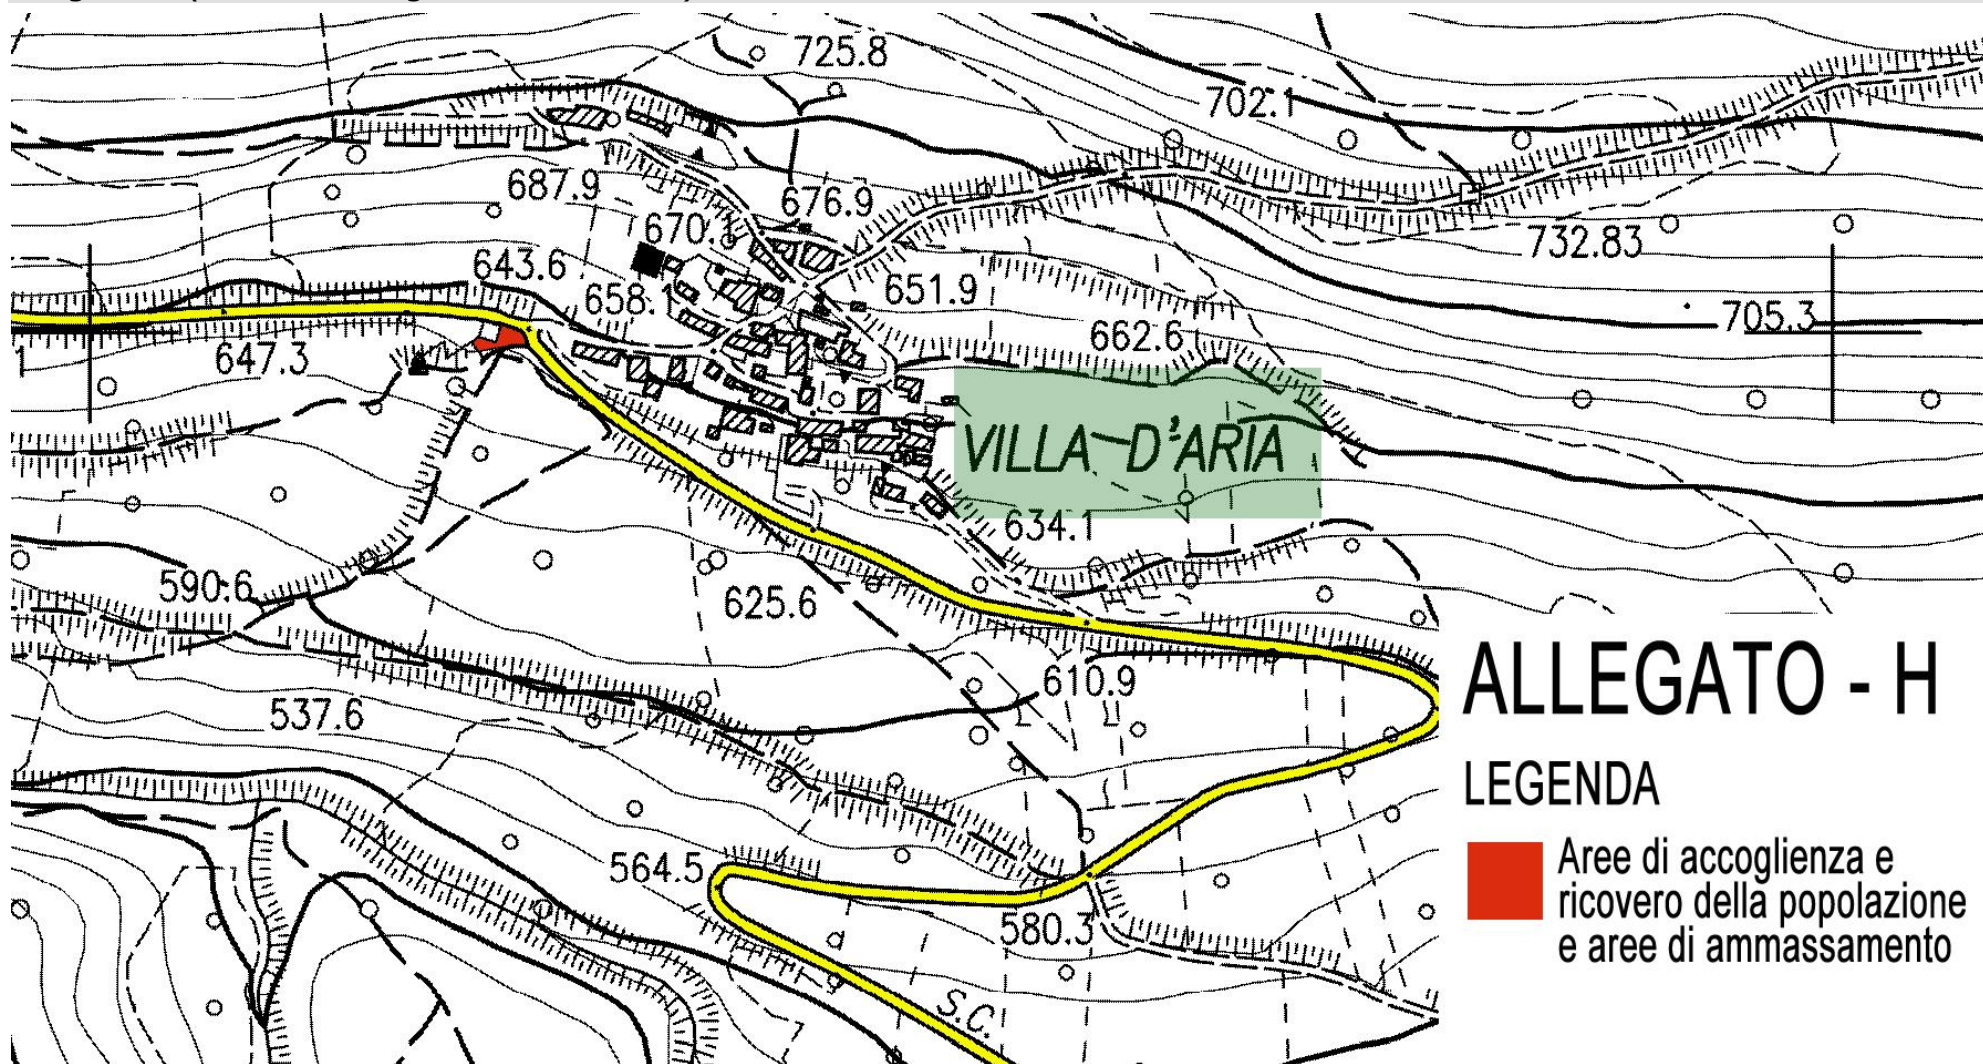 725.8
702.1
687.9
676.9
670.1
732.83
643.6
658.
651.9
705.3
662.6
647.3
1
VILLA D'ARIA
634.1
590.6
625.6
610.9
537.6
564.5
580.3
S.C.
ALLEGATO - H
LEGENDA
Aree di accoglienza e
ricovero della popolazione
e aree di ammassamento